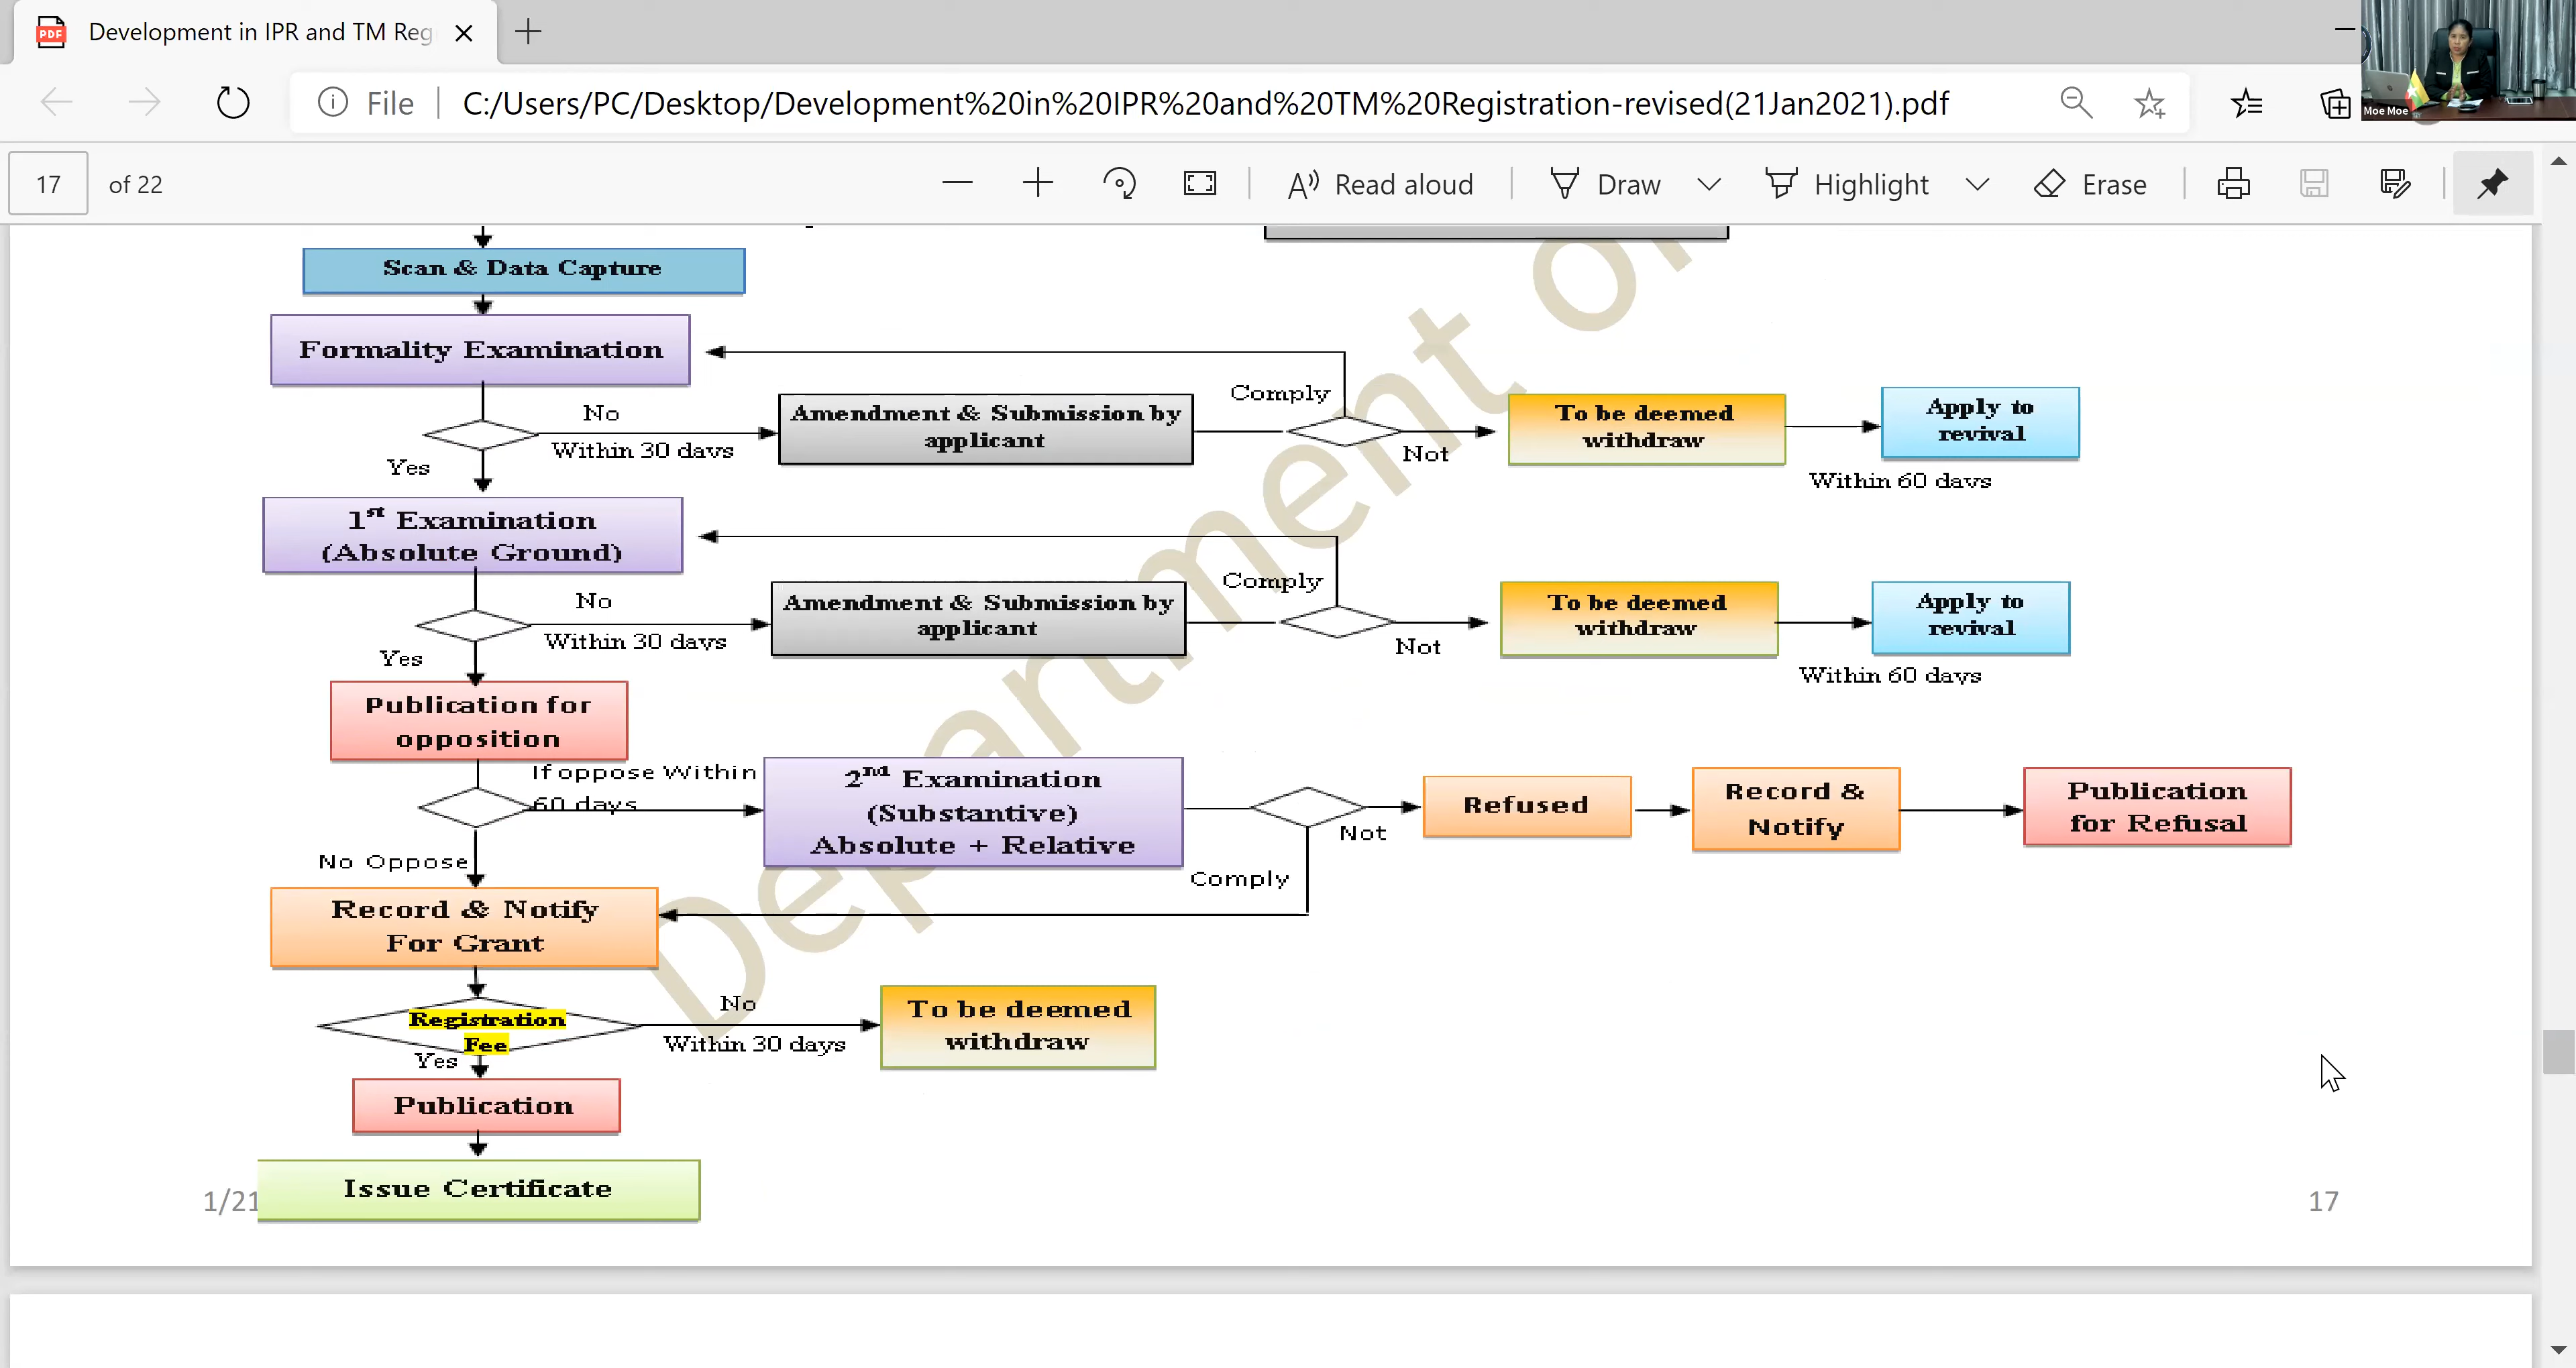 Development in IPR and TM Reg
File
C:/Users/PC/Desktop/Development%20in%20IPR%20and%20TM%20Registration-revised(21Jan2021).pdf
Moe Moe
17 of 22
Read aloud
Draw
Highlight
Erase
Scan & Data Capture
Formality Examination
Comply
No
Within 30 days
Amendment & Submission by
applicant
Not
To be deemed
withdraw
Apply to
revival
Within 60 days
Yes
1st Examination
(Absolute Ground)
Comply
No
Within 30 days
Amendment & Submission by
applicant
Not
To be deemed
withdraw
Apply to
revival
Within 60 days
Yes
Publication for
opposition
If oppose Within
60 days
2nd Examination
(Substantive)
Absolute + Relative
Not
Comply
Refused
Record &
Notify
Publication
for Refusal
No Oppose
Record & Notify
For Grant
Registration
Fee
No
Within 30 days
To be deemed
withdraw
Yes
Publication
Issue Certificate
1/21
17
Department of